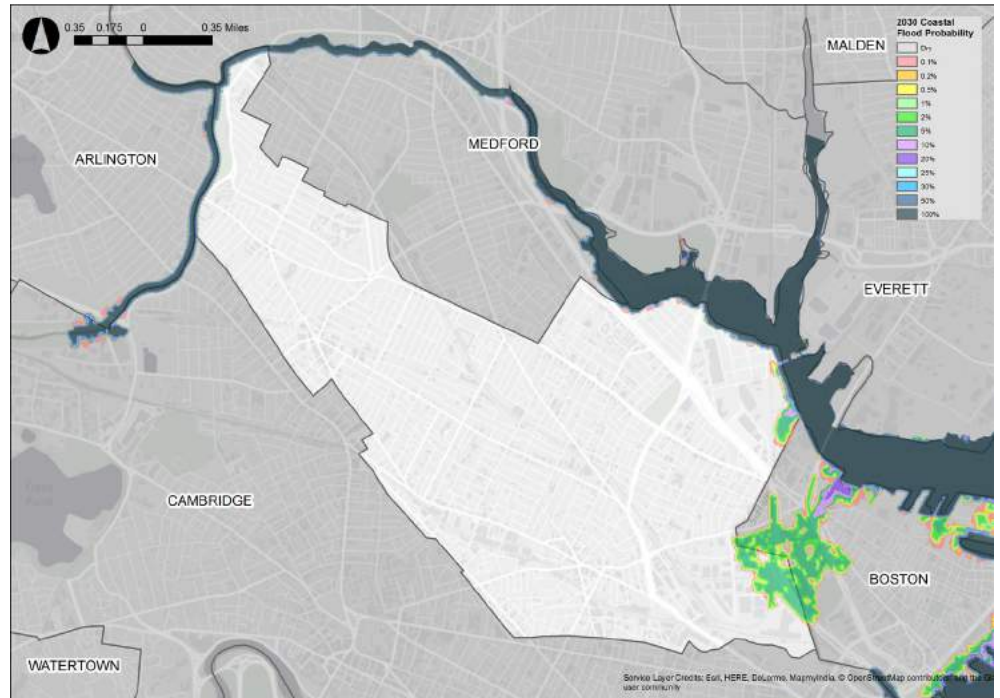 0.35 0.175 0 0.35 Miles
2030 Coastal
Flood Probability
Dry
0.1%
0.2%
0.5%
1%
2%
5%
10%
20%
25%
30%
50%
100%
MALDEN
MEDFORD
ARLINGTON
EVERETT
CAMBRIDGE
BOSTON
WATERTOWN
Service Layer Credits: Esri, HERE, DeLorme, MapmyIndia, © OpenStreetMap contributors, and the GIS
user community